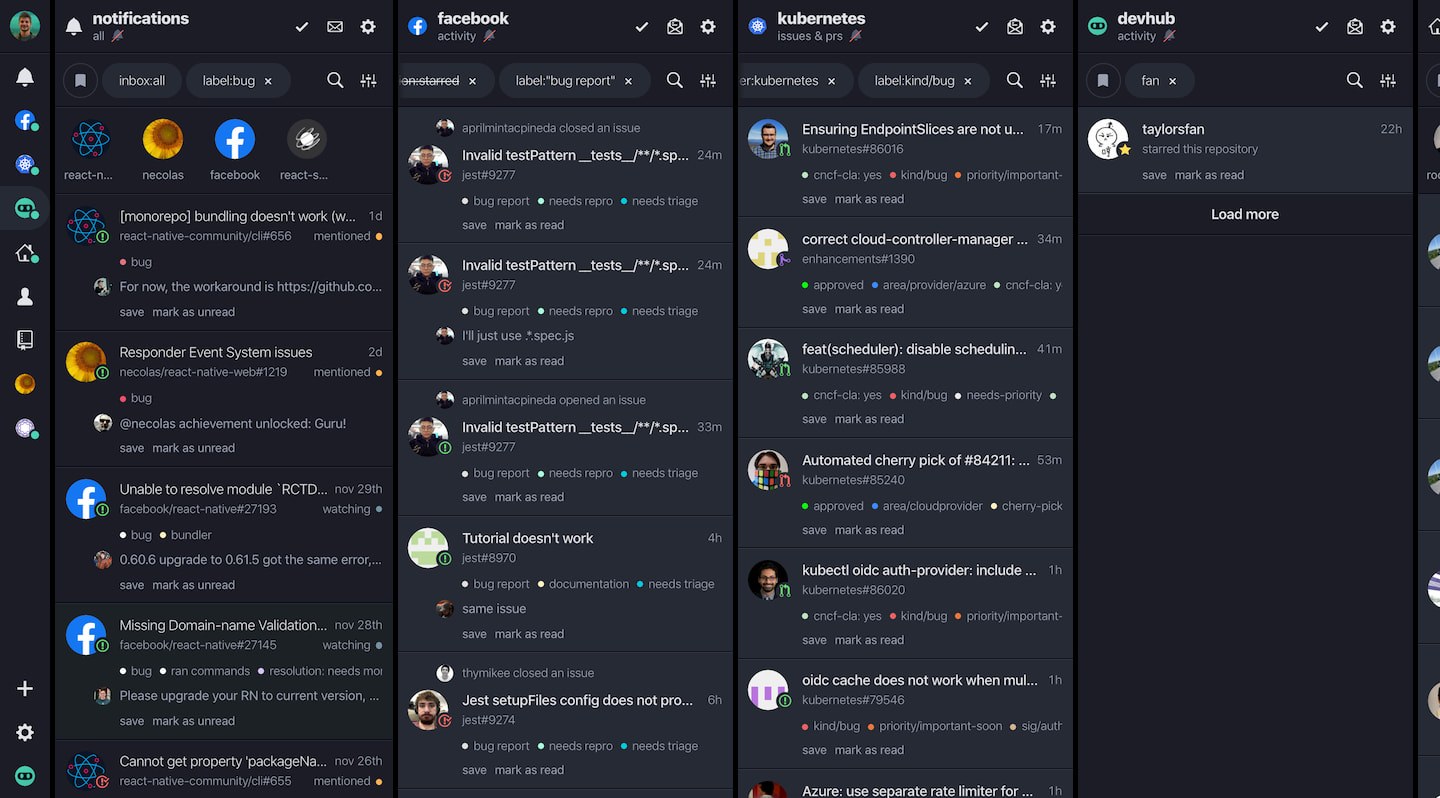 notifications
all
inbox:all
label:bug ×
react-n...
necolas
facebook
react-s...
[monorepo] bundling doesn't work (w... 1d
react-native-community/cli#656 mentioned
bug
For now, the workaround is https://github.co...
save mark as unread
Responder Event System issues 2d
necolas/react-native-web#1219 mentioned
bug
@necolas achievement unlocked: Guru!
save mark as unread
Unable to resolve module `RCTD... nov 29th
facebook/react-native#27193 watching
bug bundler
0.60.6 upgrade to 0.61.5 got the same error,...
save mark as unread
Missing Domain-name Validation... nov 28th
facebook/react-native#27145 watching
bug ran commands resolution: needs mor
Please upgrade your RN to current version, ...
save mark as unread
Cannot get property 'packageNa... nov 26th
react-native-community/cli#655 mentioned
facebook
activity
on:starred ×
label:"bug report" ×
aprilmintacpineda closed an issue
Invalid testPattern __tests__/**/*.sp... 24m
jest#9277
bug report needs repro needs triage
save mark as read
Invalid testPattern __tests__/**/*.sp... 24m
jest#9277
bug report needs repro needs triage
I'll just use .*.spec.js
save mark as read
aprilmintacpineda opened an issue
Invalid testPattern __tests__/**/*.sp... 33m
jest#9277
bug report needs repro needs triage
save mark as read
Tutorial doesn't work 4h
jest#8970
bug report documentation needs triage
same issue
save mark as read
thymikee closed an issue
Jest setupFiles config does not pro... 6h
jest#9274
bug report needs repro needs triage
save mark as read
kubernetes
issues & prs
er:kubernetes ×
label:kind/bug ×
Ensuring EndpointSlices are not u... 17m
kubernetes#86016
cncf-cla: yes kind/bug priority/important-
save mark as read
correct cloud-controller-manager ... 34m
enhancements#1390
approved area/provider/azure cncf-cla: y
save mark as read
feat(scheduler): disable schedulin... 41m
kubernetes#85988
cncf-cla: yes kind/bug needs-priority
save mark as read
Automated cherry pick of #84211: ... 53m
kubernetes#85240
approved area/cloudprovider cherry-pick
save mark as read
kubectl oidc auth-provider: include ... 1h
kubernetes#86020
cncf-cla: yes kind/bug priority/important-
save mark as read
oidc cache does not work when mul... 1h
kubernetes#79546
kind/bug priority/important-soon sig/auth
save mark as read
Azure: use separate rate limiter for ... 1h
devhub
activity
fan ×
taylorsfan 22h
starred this repository
save mark as read
Load more